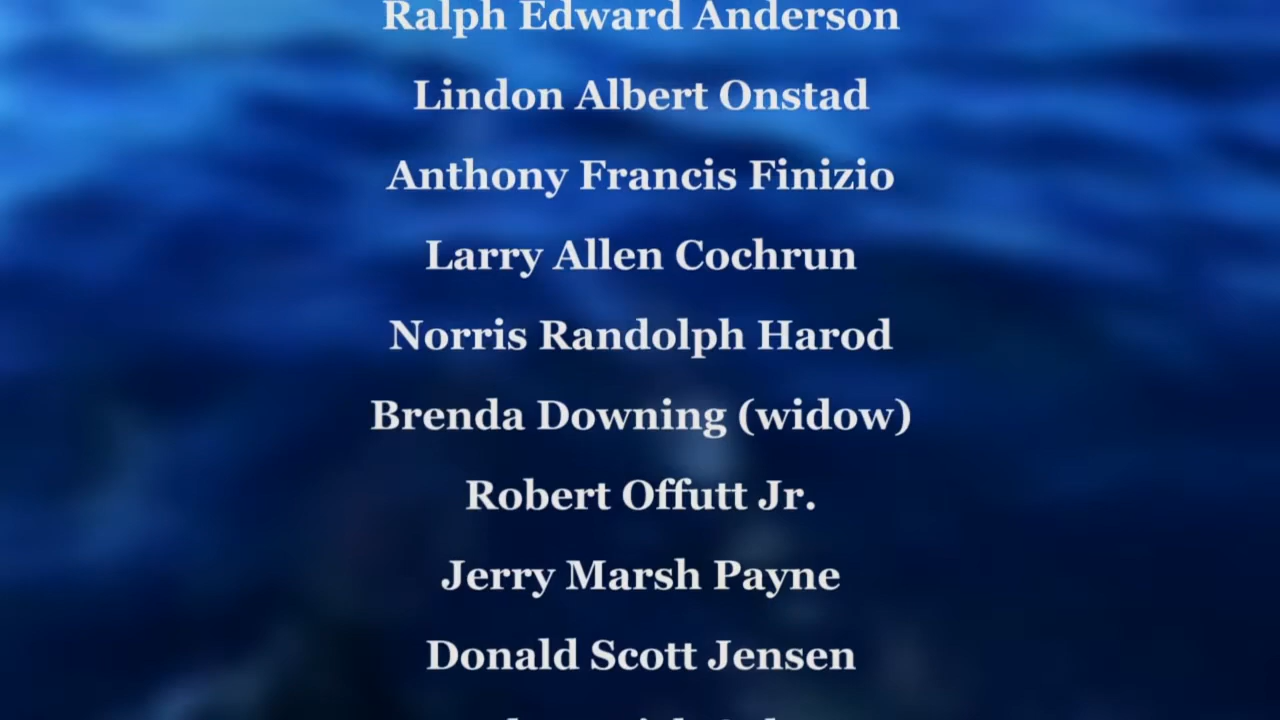 Ralph Edward Anderson
Lindon Albert Onstad
Anthony Francis Finizio
Larry Allen Cochrun
Norris Randolph Harod
Brenda Downing (widow)
Robert Offutt Jr.
Jerry Marsh Payne
Donald Scott Jensen